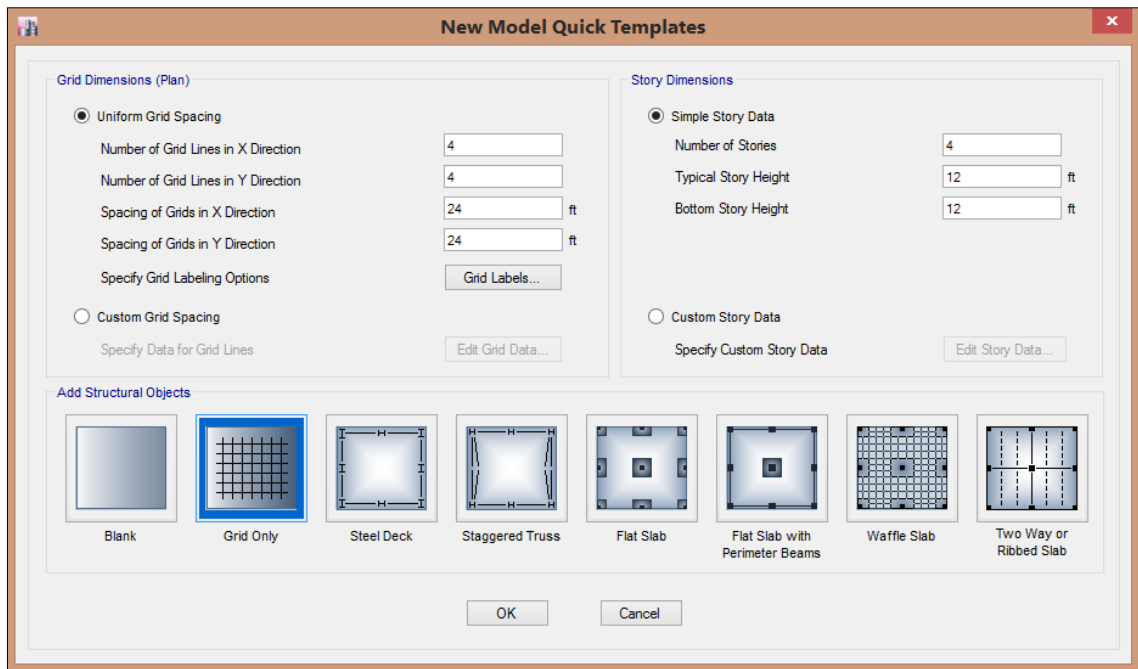 New Model Quick Templates
Grid Dimensions (Plan)
Uniform Grid Spacing
Number of Grid Lines in X Direction 4
Number of Grid Lines in Y Direction 4
Spacing of Grids in X Direction 24 ft
Spacing of Grids in Y Direction 24 ft
Specify Grid Labeling Options Grid Labels...
Custom Grid Spacing
Specify Data for Grid Lines Edit Grid Data...
Story Dimensions
Simple Story Data
Number of Stories 4
Typical Story Height 12 ft
Bottom Story Height 12 ft
Custom Story Data
Specify Custom Story Data Edit Story Data...
Add Structural Objects
Blank
Grid Only
Steel Deck
Staggered Truss
Flat Slab
Flat Slab with
Perimeter Beams
Waffle Slab
Two Way or
Ribbed Slab
OK Cancel